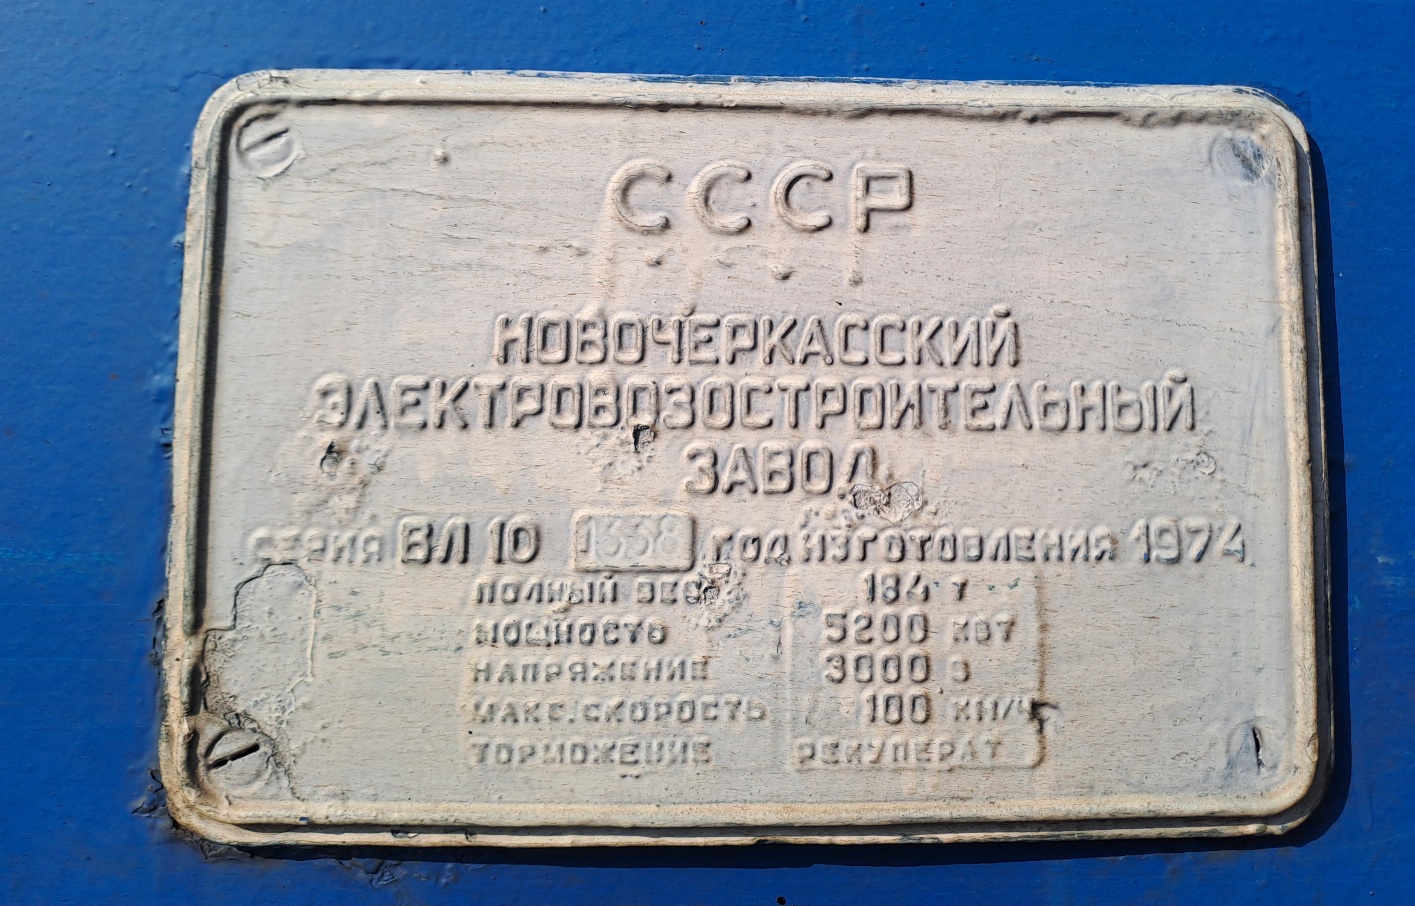 СССР
НОВОЧЕРКАССКИЙ
ЭЛЕКТРОВОЗОСТРОИТЕЛЬНЫЙ
ЗАВОД
СЕРИЯ ВЛ 10 1338 ГОД ИЗГОТОВЛЕНИЯ 1974
ПОЛНЫЙ ВЕС 184 Т
МОЩНОСТЬ 5200 КВТ
НАПРЯЖЕНИЕ 3000 В
МАКС. СКОРОСТЬ 100 КМ/Ч
ТОРМОЖЕНИЕ РЕКУПЕРАТ